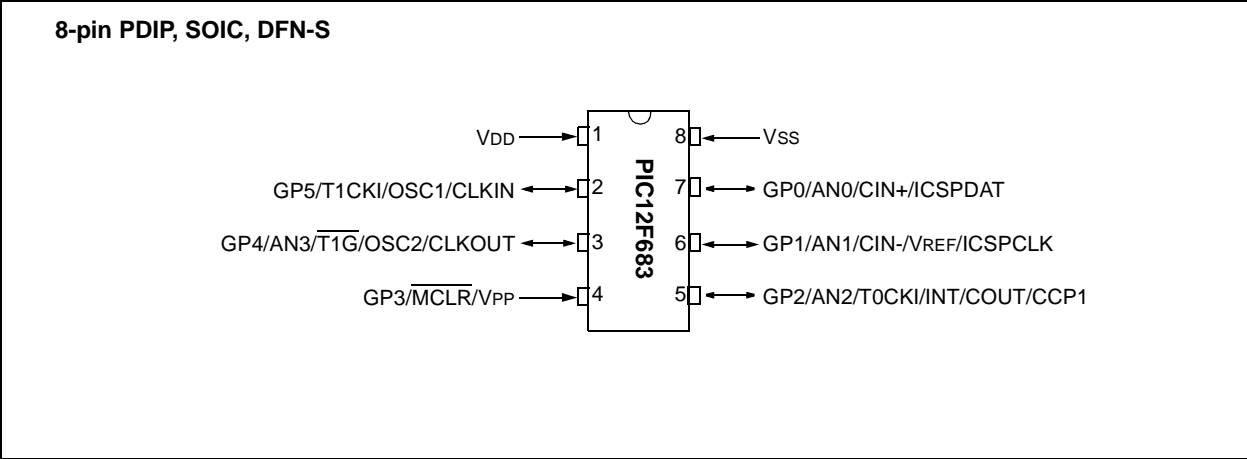 8-pin PDIP, SOIC, DFN-S
VDD 1
GP5/T1CKI/OSC1/CLKIN 2
GP4/AN3/T1G/OSC2/CLKOUT 3
GP3/MCLR/VPP 4
PIC12F683
8 VSS
7 GP0/AN0/CIN+/ICSPDAT
6 GP1/AN1/CIN-/VREF/ICSPCLK
5 GP2/AN2/T0CKI/INT/COUT/CCP1